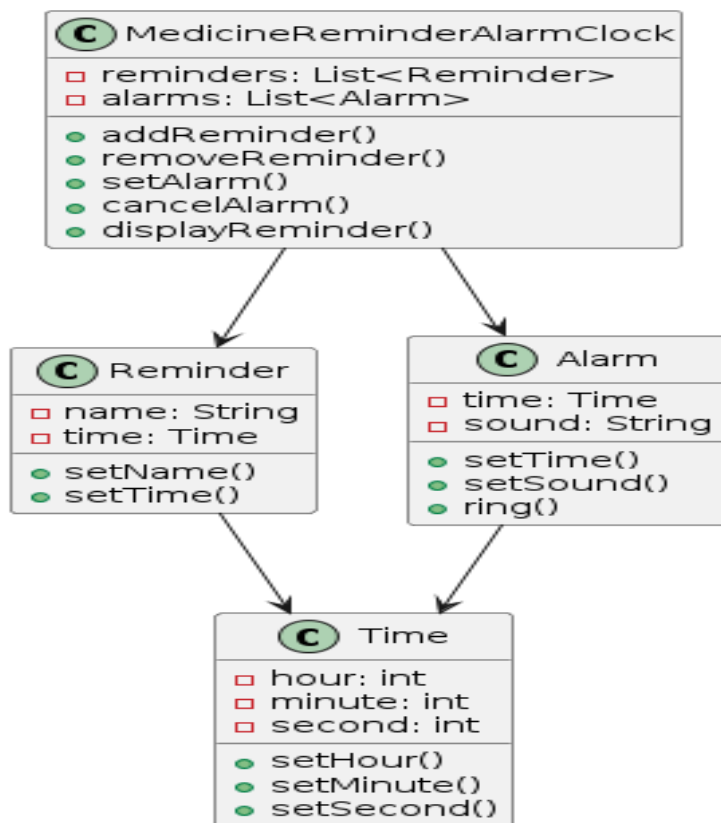 C MedicineReminderAlarmClock
reminders: List<Reminder>
alarms: List<Alarm>
addReminder()
removeReminder()
setAlarm()
cancelAlarm()
displayReminder()
C Reminder
name: String
time: Time
setName()
setTime()
C Alarm
time: Time
sound: String
setTime()
setSound()
ring()
C Time
hour: int
minute: int
second: int
setHour()
setMinute()
setSecond()